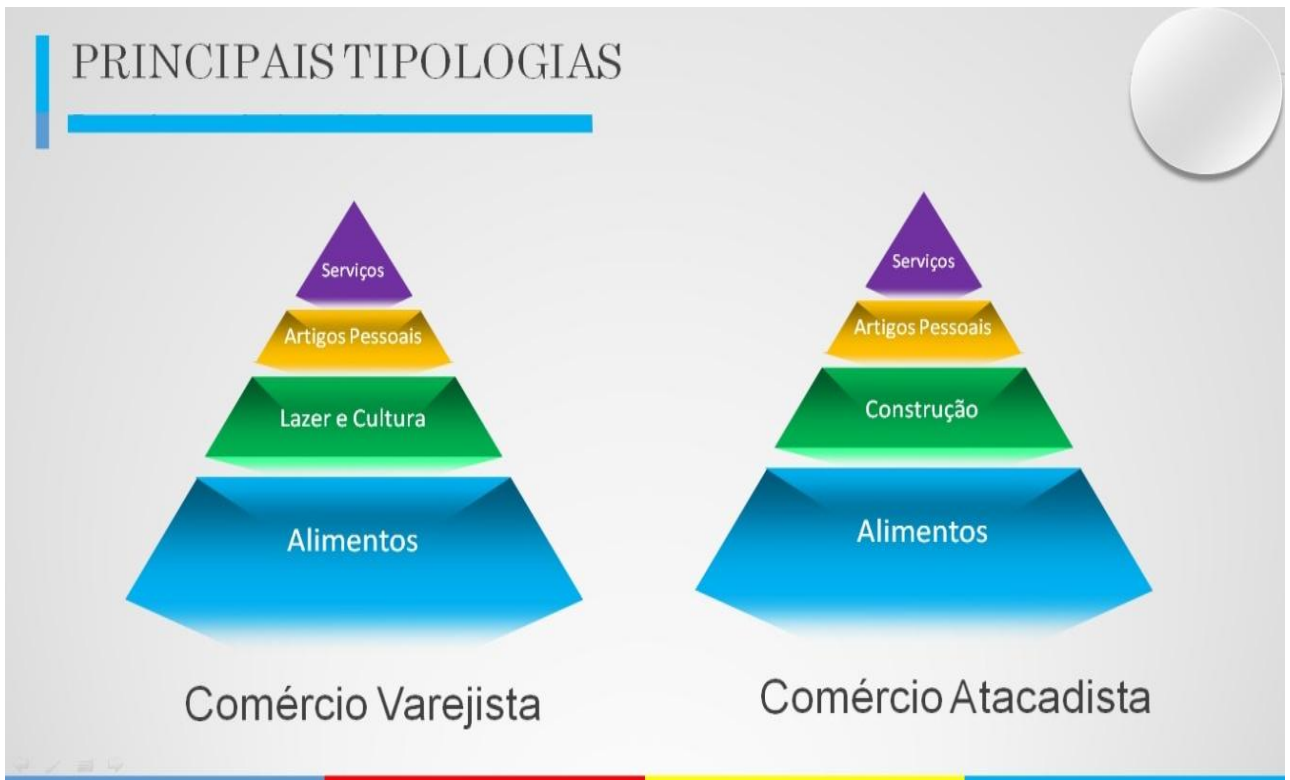 PRINCIPAIS TIPOLOGIAS
Serviços
Artigos Pessoais
Lazer e Cultura
Alimentos
Comércio Varejista
Serviços
Artigos Pessoais
Construção
Alimentos
Comércio Atacadista